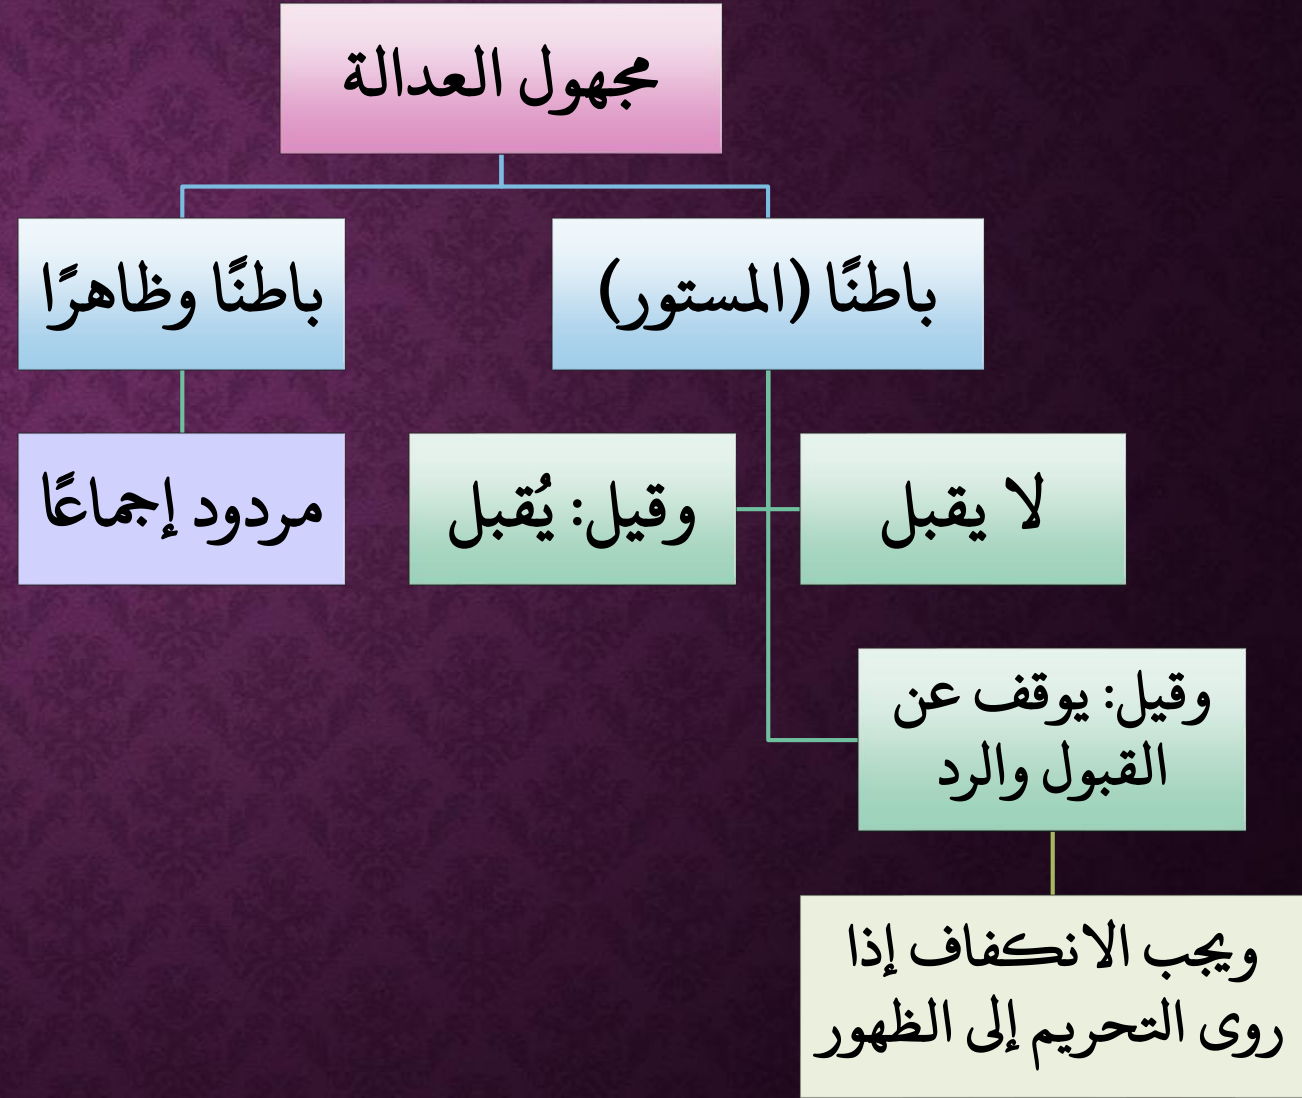 مجهول العدالة
باطنًا (المستور)
باطنًا وظاهرًا
لا يقبل
وقيل: يُقبل
مردود إجماعًا
وقيل: يوقف عن
القبول والرد
ويجب الانكفاف إذا
روى التحريم إلى الظهور